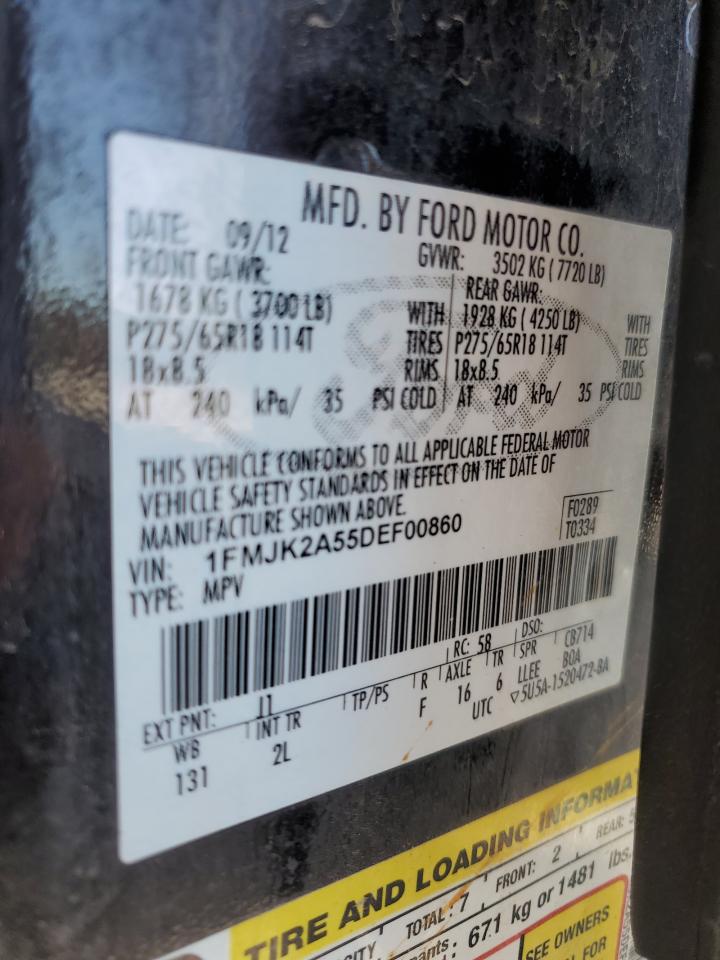 MFD. BY FORD MOTOR CO.
DATE: 09/12 GVWR: 3502 KG ( 7720 LB)
FRONT GAWR: REAR GAWR:
1678 KG ( 3700 LB) WITH 1928 KG ( 4250 LB) WITH
P275/65R18 114T TIRES P275/65R18 114T TIRES
18x8.5 RIMS 18x8.5 RIMS
AT 240 kPa/ 35 PSI COLD AT 240 kPa/ 35 PSI COLD
THIS VEHICLE CONFORMS TO ALL APPLICABLE FEDERAL MOTOR
VEHICLE SAFETY STANDARDS IN EFFECT ON THE DATE OF
MANUFACTURE SHOWN ABOVE.
VIN: 1FMJK2A55DEF00860 F0289
TYPE: MPV T0334
EXT PNT: J1 RC: 58 DSO: CB714
WB INT TR TP/PS R AXLE TR SPR BOA
131 2L F 16 6 LLEE
UTC ▽5U5A-1520472-BA
TIRE AND LOADING INFORMA
TOTAL: 7 FRONT: 2 REAR: 5
671 kg or 1481 lbs.
SEE OWNERS
FOR